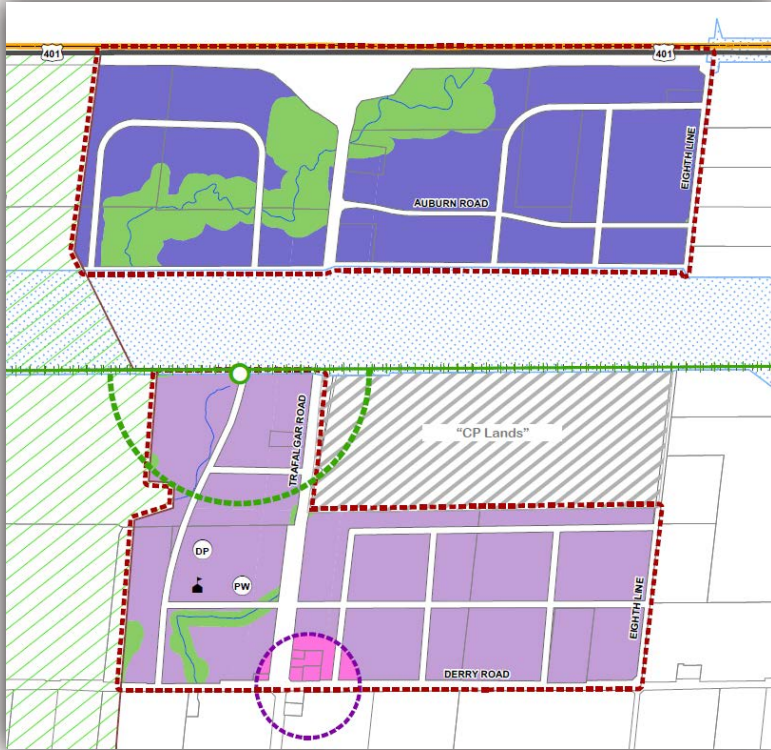 401
401
EIGHTH LINE
AUBURN ROAD
TRAFALGAR ROAD
"CP Lands"
DP
PW
EIGHTH LINE
DERRY ROAD